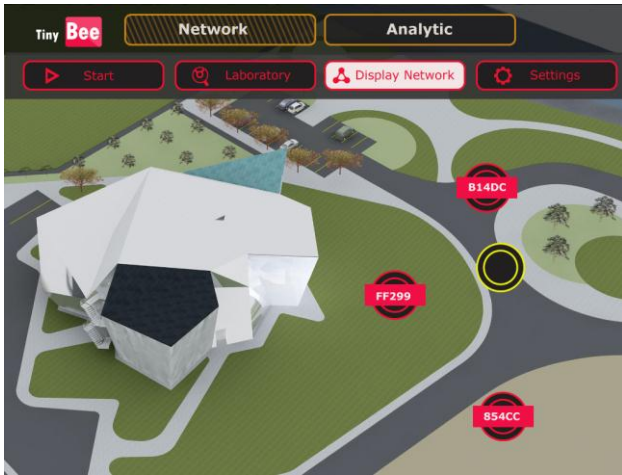 Tiny Bee
Network
Analytic
Start
Laboratory
Display Network
Settings
B14DC
FF299
854CC